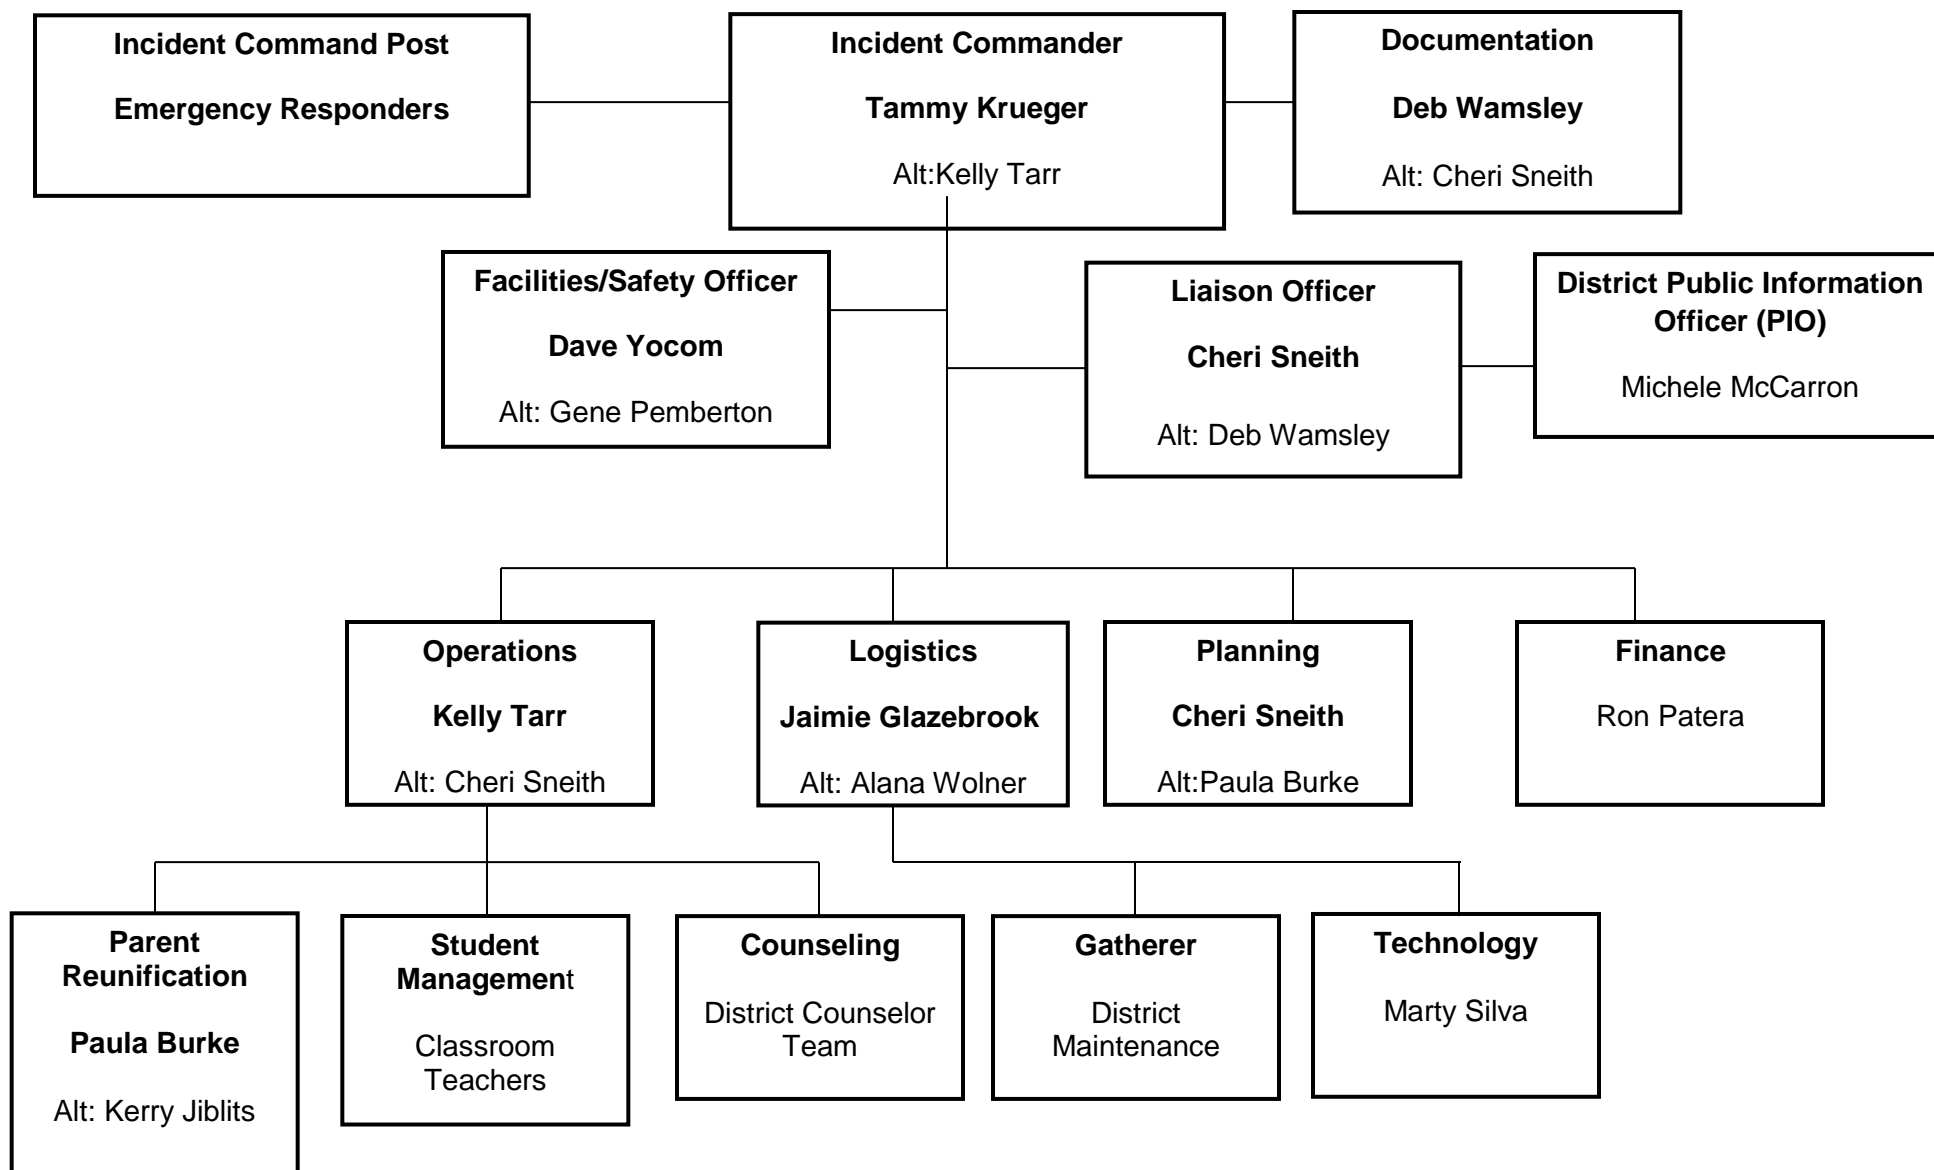 Incident Command Post
Emergency Responders
Incident Commander
Tammy Krueger
Alt:Kelly Tarr
Documentation
Deb Wamsley
Alt: Cheri Sneith
Facilities/Safety Officer
Dave Yocom
Alt: Gene Pemberton
Liaison Officer
Cheri Sneith
Alt: Deb Wamsley
District Public Information
Officer (PIO)
Michele McCarron
Operations
Kelly Tarr
Alt: Cheri Sneith
Logistics
Jaimie Glazebrook
Alt: Alana Wolner
Planning
Cheri Sneith
Alt:Paula Burke
Finance
Ron Patera
Parent
Reunification
Paula Burke
Alt: Kerry Jiblits
Student
Management
Classroom
Teachers
Counseling
District Counselor
Team
Gatherer
District
Maintenance
Technology
Marty Silva